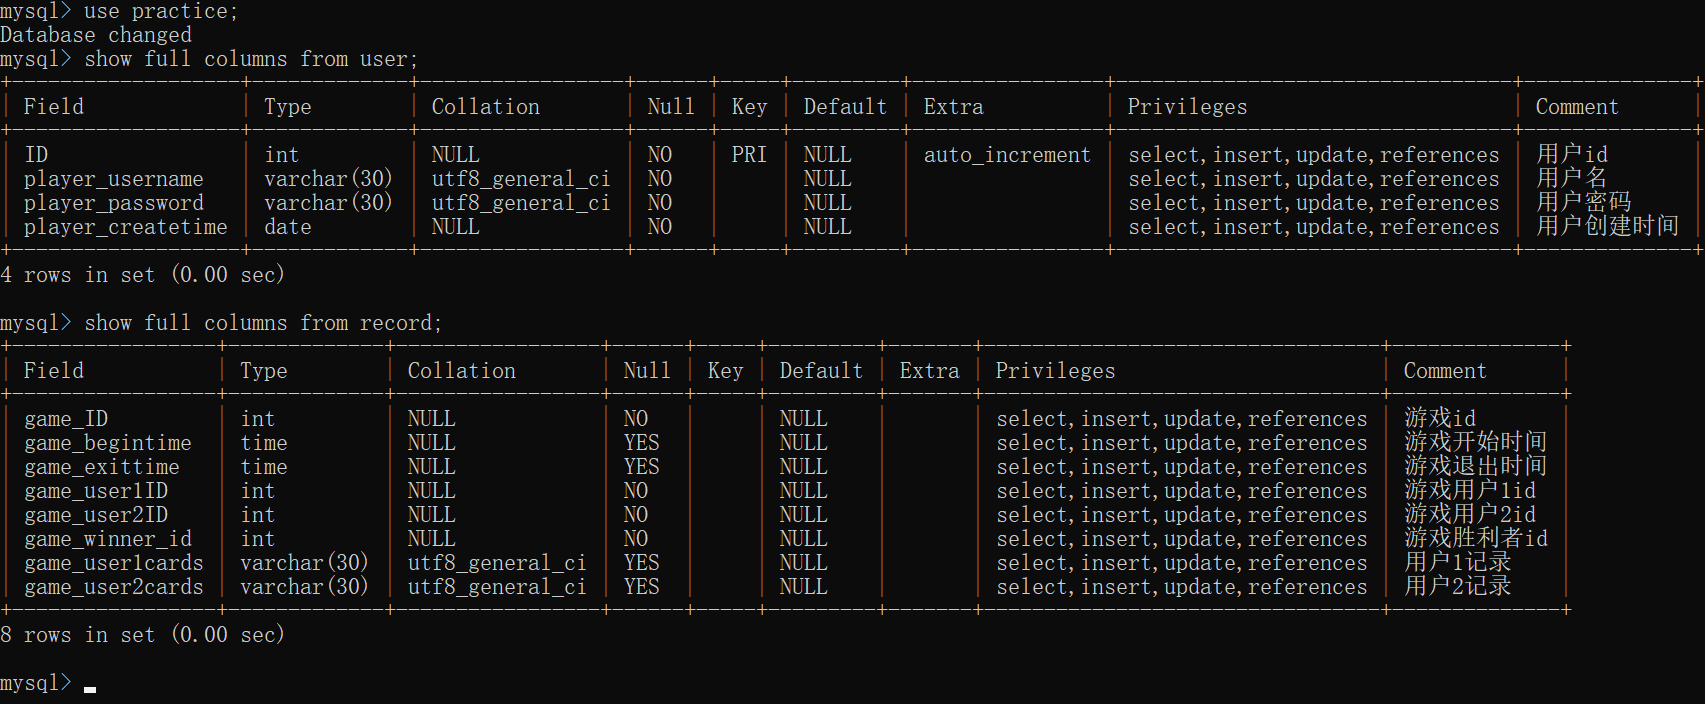 mysql> use practice;
Database changed
mysql> show full columns from user;
+------------------+-------------+-----------------+------+-----+---------+----------------+---------------------------------+--------------+
| Field | Type | Collation | Null | Key | Default | Extra | Privileges | Comment |
+------------------+-------------+-----------------+------+-----+---------+----------------+---------------------------------+--------------+
| ID | int | NULL | NO | PRI | NULL | auto_increment | select,insert,update,references | 用户id |
| player_username | varchar(30) | utf8_general_ci | NO | | NULL | | select,insert,update,references | 用户名 |
| player_password | varchar(30) | utf8_general_ci | NO | | NULL | | select,insert,update,references | 用户密码 |
| player_createtime | date | NULL | NO | | NULL | | select,insert,update,references | 用户创建时间 |
+------------------+-------------+-----------------+------+-----+---------+----------------+---------------------------------+--------------+
4 rows in set (0.00 sec)
mysql> show full columns from record;
+-----------------+-------------+-----------------+------+-----+---------+-------+---------------------------------+------------+
| Field | Type | Collation | Null | Key | Default | Extra | Privileges | Comment |
+-----------------+-------------+-----------------+------+-----+---------+-------+---------------------------------+------------+
| game_ID | int | NULL | NO | | NULL | | select,insert,update,references | 游戏id |
| game_begintime | time | NULL | YES | | NULL | | select,insert,update,references | 游戏开始时间 |
| game_exittime | time | NULL | YES | | NULL | | select,insert,update,references | 游戏退出时间 |
| game_user1ID | int | NULL | NO | | NULL | | select,insert,update,references | 游戏用户1id |
| game_user2ID | int | NULL | NO | | NULL | | select,insert,update,references | 游戏用户2id |
| game_winner_id | int | NULL | NO | | NULL | | select,insert,update,references | 游戏胜利者id |
| game_user1cards | varchar(30) | utf8_general_ci | YES | | NULL | | select,insert,update,references | 用户1记录 |
| game_user2cards | varchar(30) | utf8_general_ci | YES | | NULL | | select,insert,update,references | 用户2记录 |
+-----------------+-------------+-----------------+------+-----+---------+-------+---------------------------------+------------+
8 rows in set (0.00 sec)
mysql>